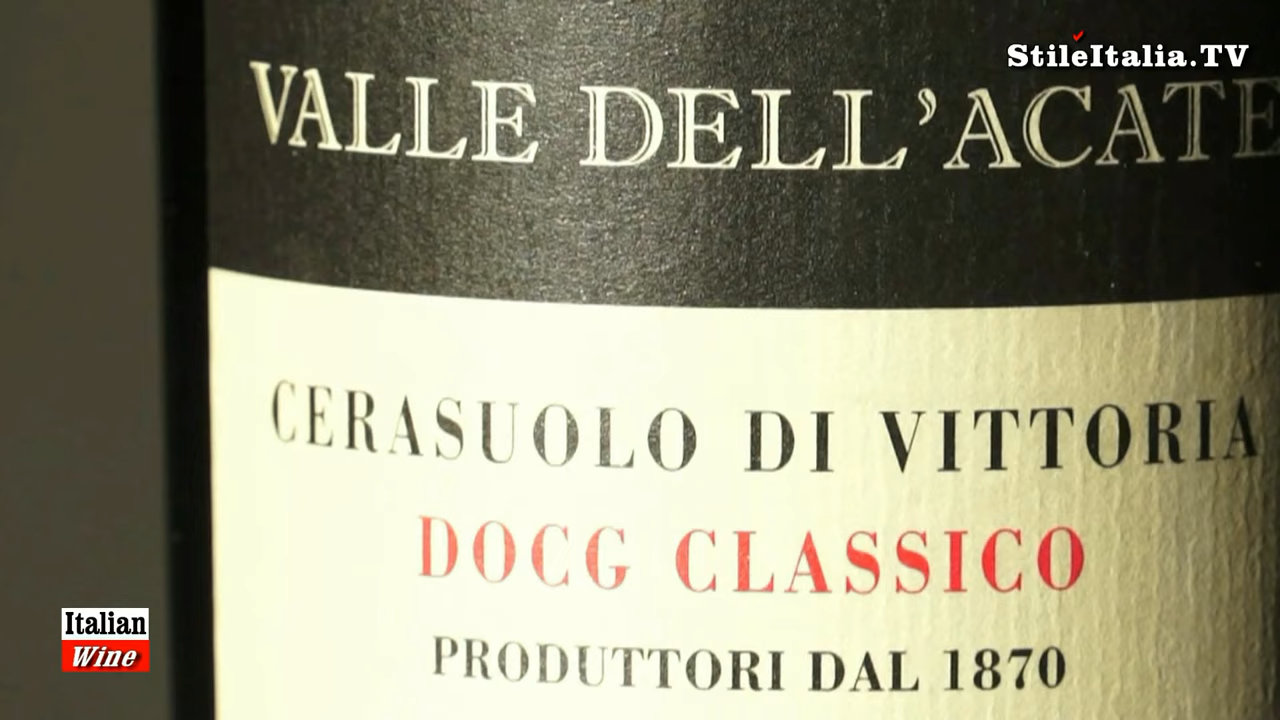 StileItalia.TV
VALLE DELL'ACATE
CERASUOLO DI VITTORIA
DOCG CLASSICO
PRODUTTORI DAL 1870
Italian
Wine